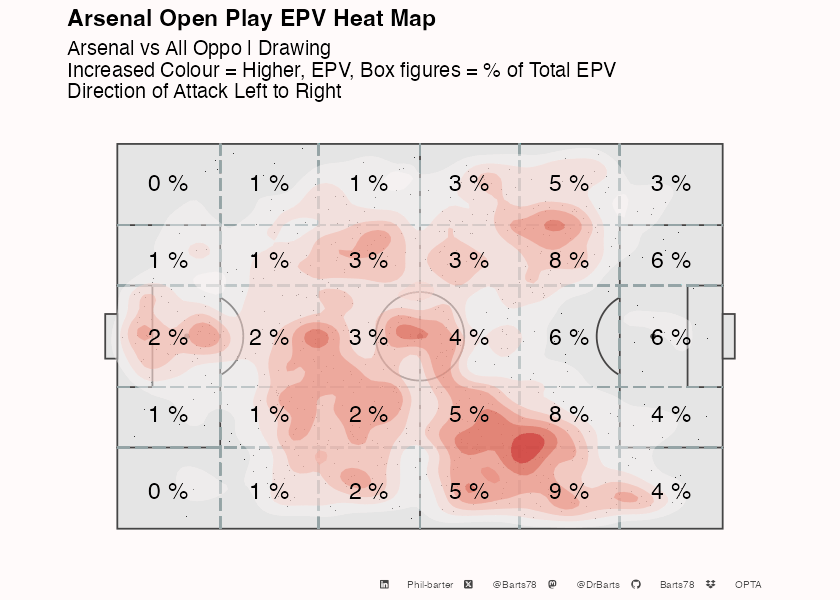 Arsenal Open Play EPV Heat Map
Arsenal vs All Oppo | Drawing
Increased Colour = Higher, EPV, Box figures = % of Total EPV
Direction of Attack Left to Right
0 % 1 % 1 % 3 % 5 % 3 %
1 % 1 % 3 % 3 % 8 % 6 %
2 % 2 % 3 % 4 % 6 % 6 %
1 % 1 % 2 % 5 % 8 % 4 %
0 % 1 % 2 % 5 % 9 % 4 %
Phil-barter @Barts78 @DrBarts Barts78 OPTA